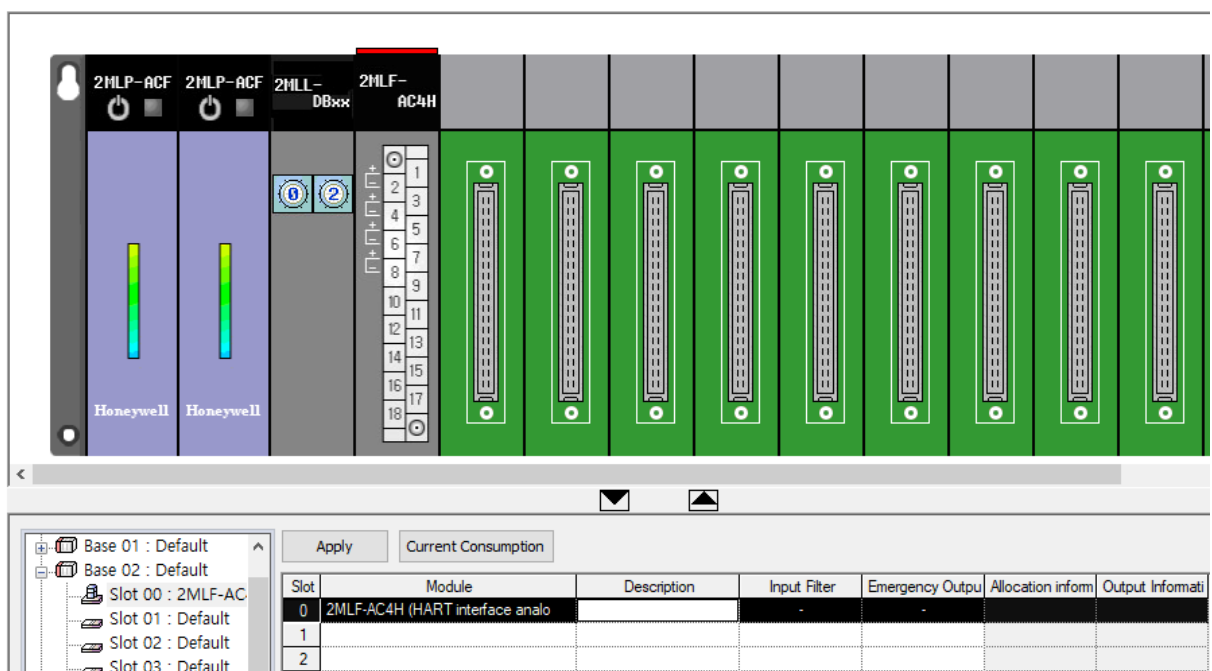 2MLP-ACF
2MLP-ACF
2MLL-
DBxx
2MLF-
AC4H
0
2
+
-
+
-
+
-
+
-
1
2
3
4
5
6
7
8
9
10
11
12
13
14
15
16
17
18
Honeywell
Honeywell
Base 01 : Default
Base 02 : Default
Slot 00 : 2MLF-AC
Slot 01 : Default
Slot 02 : Default
Slot 03 : Default
Apply
Current Consumption
Slot Module Description Input Filter Emergency Outpu Allocation inform Output Informati
0 2MLF-AC4H (HART interface analo - -
1
2